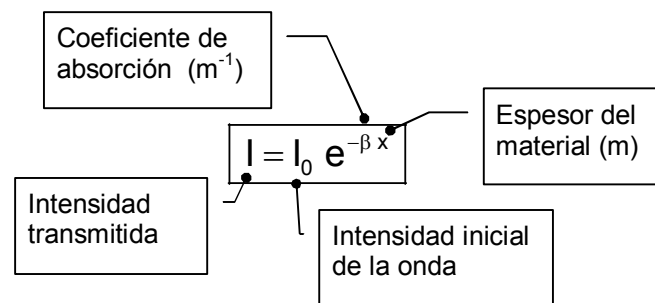 Coeficiente de
absorción (m⁻¹)
Espesor del
material (m)
I = I₀ e^{−β x}
Intensidad
transmitida
Intensidad inicial
de la onda